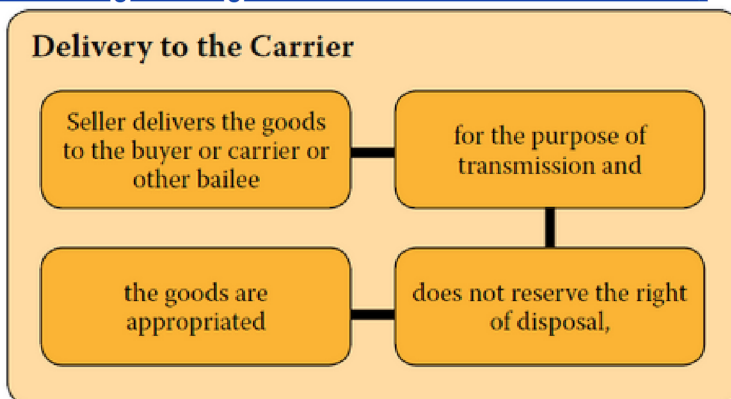 Delivery to the Carrier
Seller delivers the goods
to the buyer or carrier or
other bailee
for the purpose of
transmission and
does not reserve the right
of disposal,
the goods are
appropriated